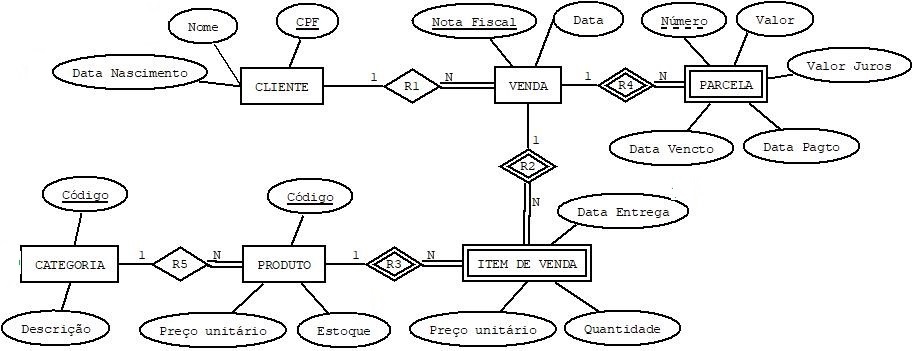 CPF
Nome
Nota Fiscal
Data
Número
Valor
Data Nascimento
Valor Juros
CLIENTE
1
R1
N
VENDA
1
R4
N
PARCELA
Data Vencto
Data Pagto
1
R2
N
Código
Código
Data Entrega
CATEGORIA
1
R5
N
PRODUTO
1
R3
N
ITEM DE VENDA
Descrição
Preço unitário
Estoque
Preço unitário
Quantidade